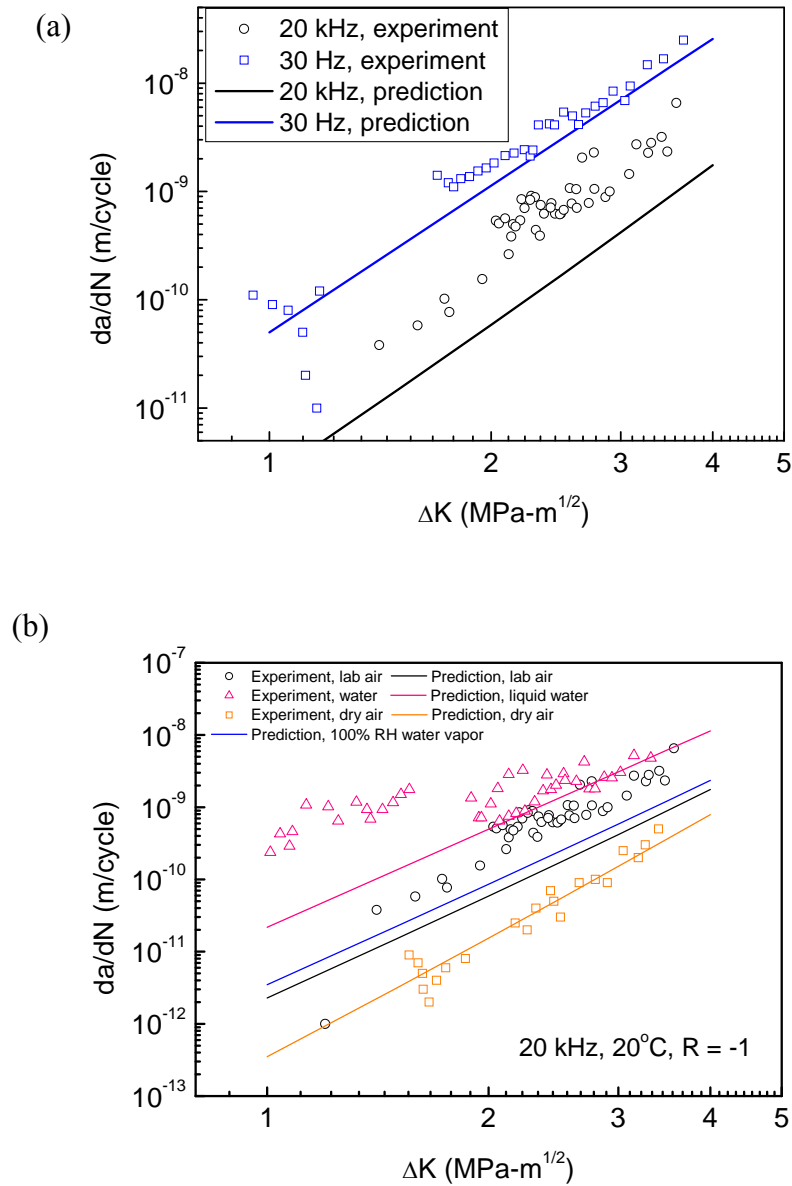 (a)
20 kHz, experiment
30 Hz, experiment
20 kHz, prediction
30 Hz, prediction
10⁻⁸
10⁻⁹
10⁻¹⁰
10⁻¹¹
da/dN (m/cycle)
1 2 3 4 5
ΔK (MPa-m¹ᐟ²)
(b)
Experiment, lab air Prediction, lab air
Experiment, water Prediction, liquid water
Experiment, dry air Prediction, dry air
Prediction, 100% RH water vapor
10⁻⁷
10⁻⁸
10⁻⁹
10⁻¹⁰
10⁻¹¹
10⁻¹²
10⁻¹³
da/dN (m/cycle)
20 kHz, 20°C, R = -1
1 2 3 4 5
ΔK (MPa-m¹ᐟ²)